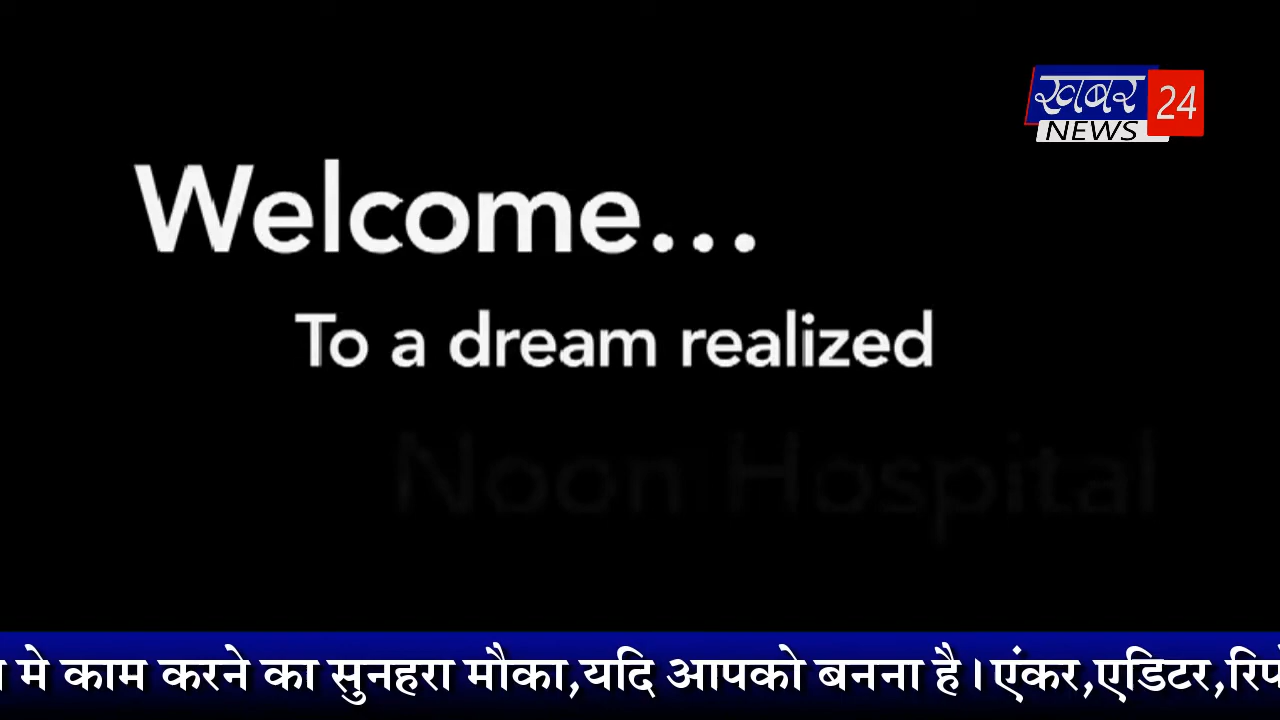 खबर 24
NEWS
Welcome...
To a dream realized
Noon Hospital
मे काम करने का सुनहरा मौका,यदि आपको बनना है।एंकर,एडिटर,